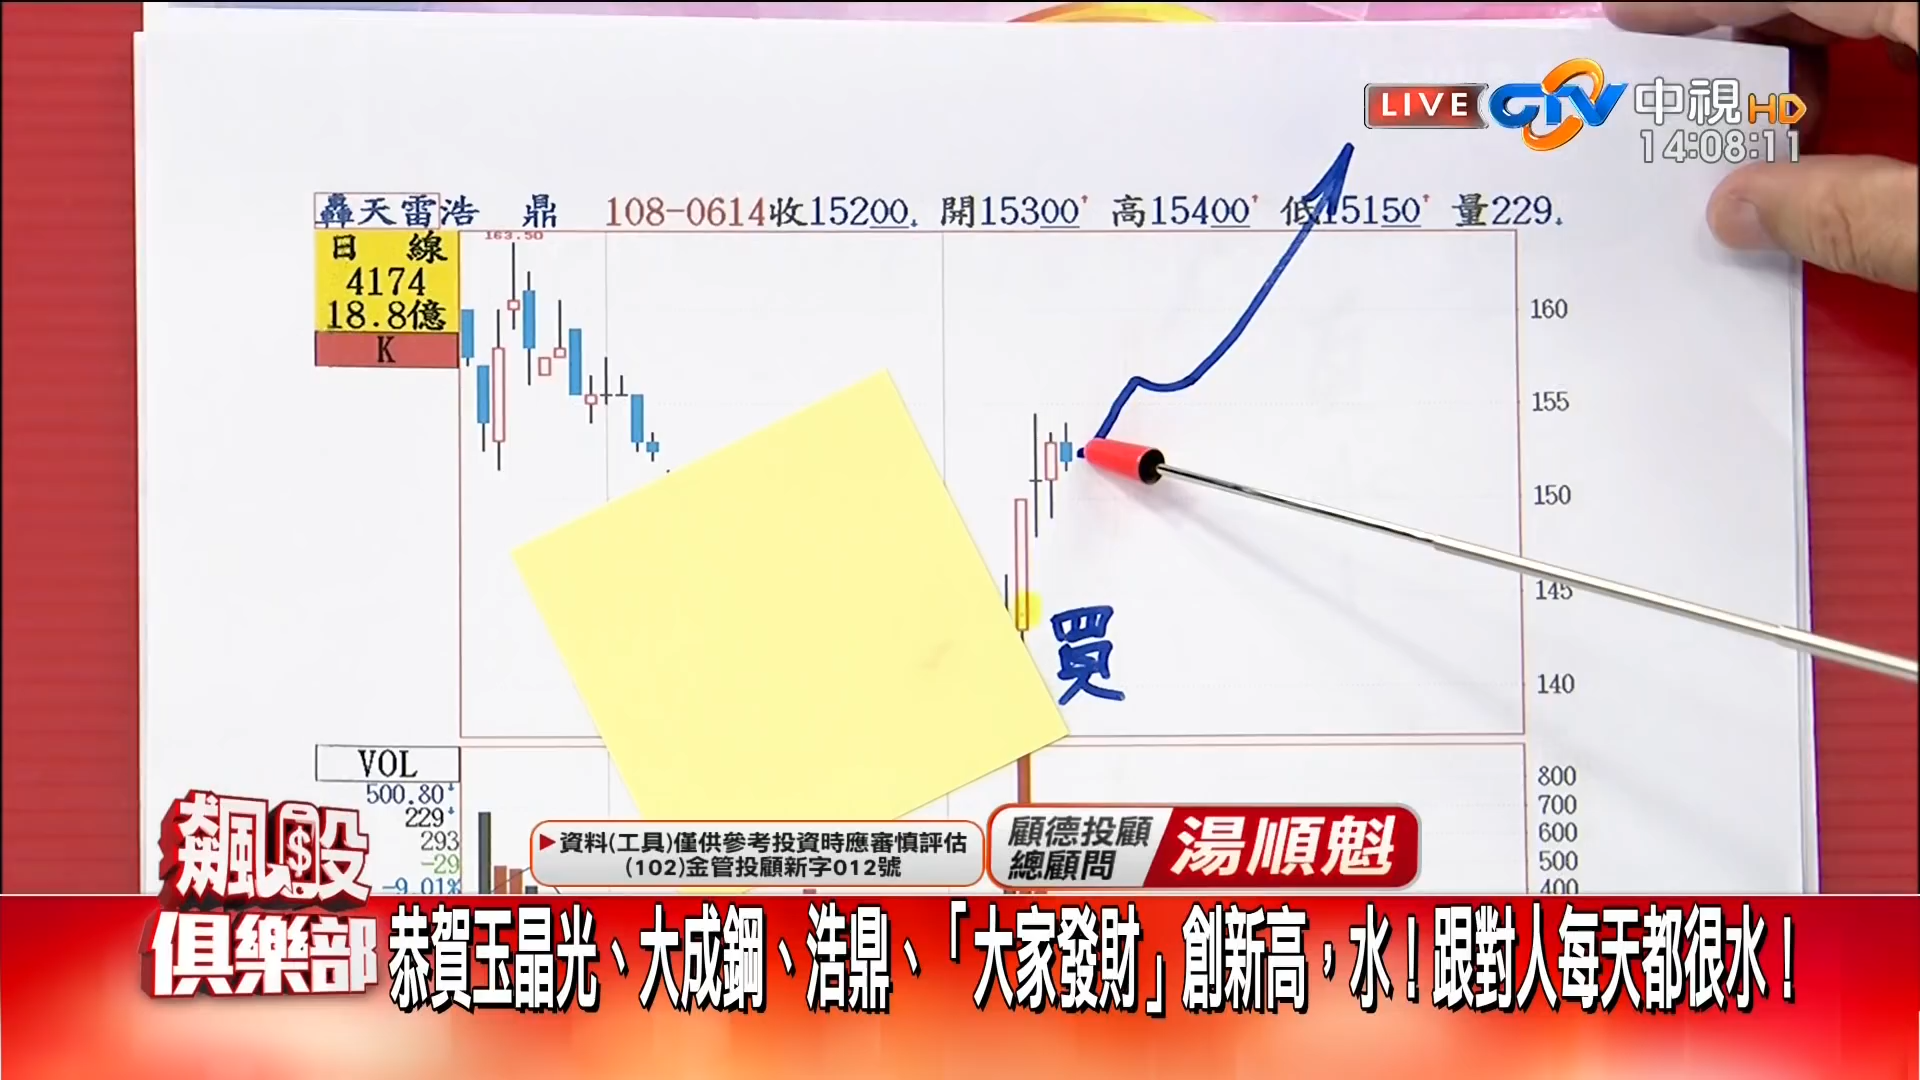 LIVE CTV 中視HD
14:08:11
轟天雷浩 鼎 108-0614收15200 開15300 高15400 低15150 量229
日 線
4174
18.8億
K
163.50
160
155
150
145
140
買
VOL
500.80
229
293
-29
-9.01%
800
700
600
500
400
資料(工具)僅供參考投資時應審慎評估
(102)金管投顧新字012號
顧德投顧
總顧問
湯順魁
飆股
俱樂部
恭賀玉晶光、大成鋼、浩鼎、「大家發財」創新高，水！跟對人每天都很水！